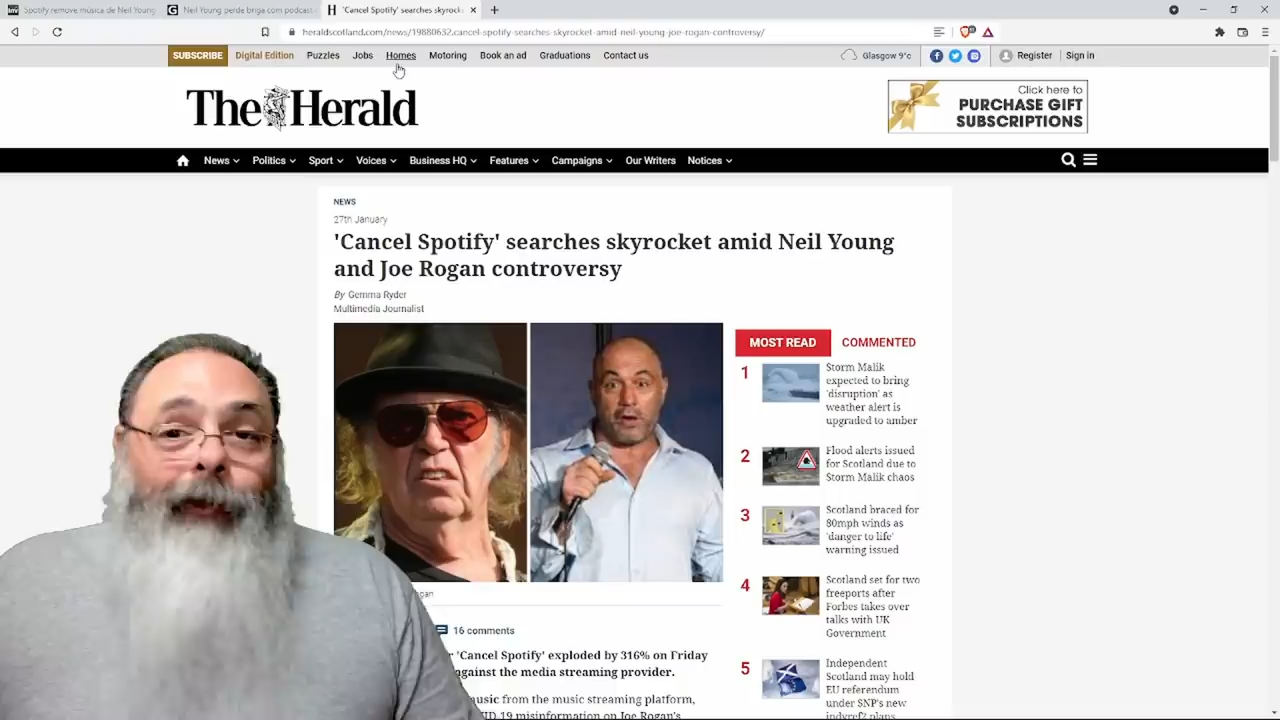 Spotify remove música de Neil Young
Neil Young perde briga com podcast
'Cancel Spotify' searches skyrock
heraldscotland.com/news/19880632.cancel-spotify-searches-skyrocket-amid-neil-young-joe-rogan-controversy/
SUBSCRIBE Digital Edition Puzzles Jobs Homes Motoring Book an ad Graduations Contact us Glasgow 9°c Register Sign in
The Herald
Click here to
PURCHASE GIFT
SUBSCRIPTIONS
News Politics Sport Voices Business HQ Features Campaigns Our Writers Notices
NEWS
27th January
'Cancel Spotify' searches skyrocket amid Neil Young
and Joe Rogan controversy
By Gemma Ryder
Multimedia Journalist
16 comments
'Cancel Spotify' exploded by 316% on Friday
against the media streaming provider.
music from the music streaming platform,
misinformation on Joe Rogan's
MOST READ COMMENTED
1
Storm Malik
expected to bring
'disruption' as
weather alert is
upgraded to amber
2
Flood alerts issued
for Scotland due to
Storm Malik chaos
3
Scotland braced for
80mph winds as
'danger to life'
warning issued
4
Scotland set for two
freeports after
Forbes takes over
talks with UK
Government
5
Independent
Scotland may hold
EU referendum
under SNP's new
indyref2 plans